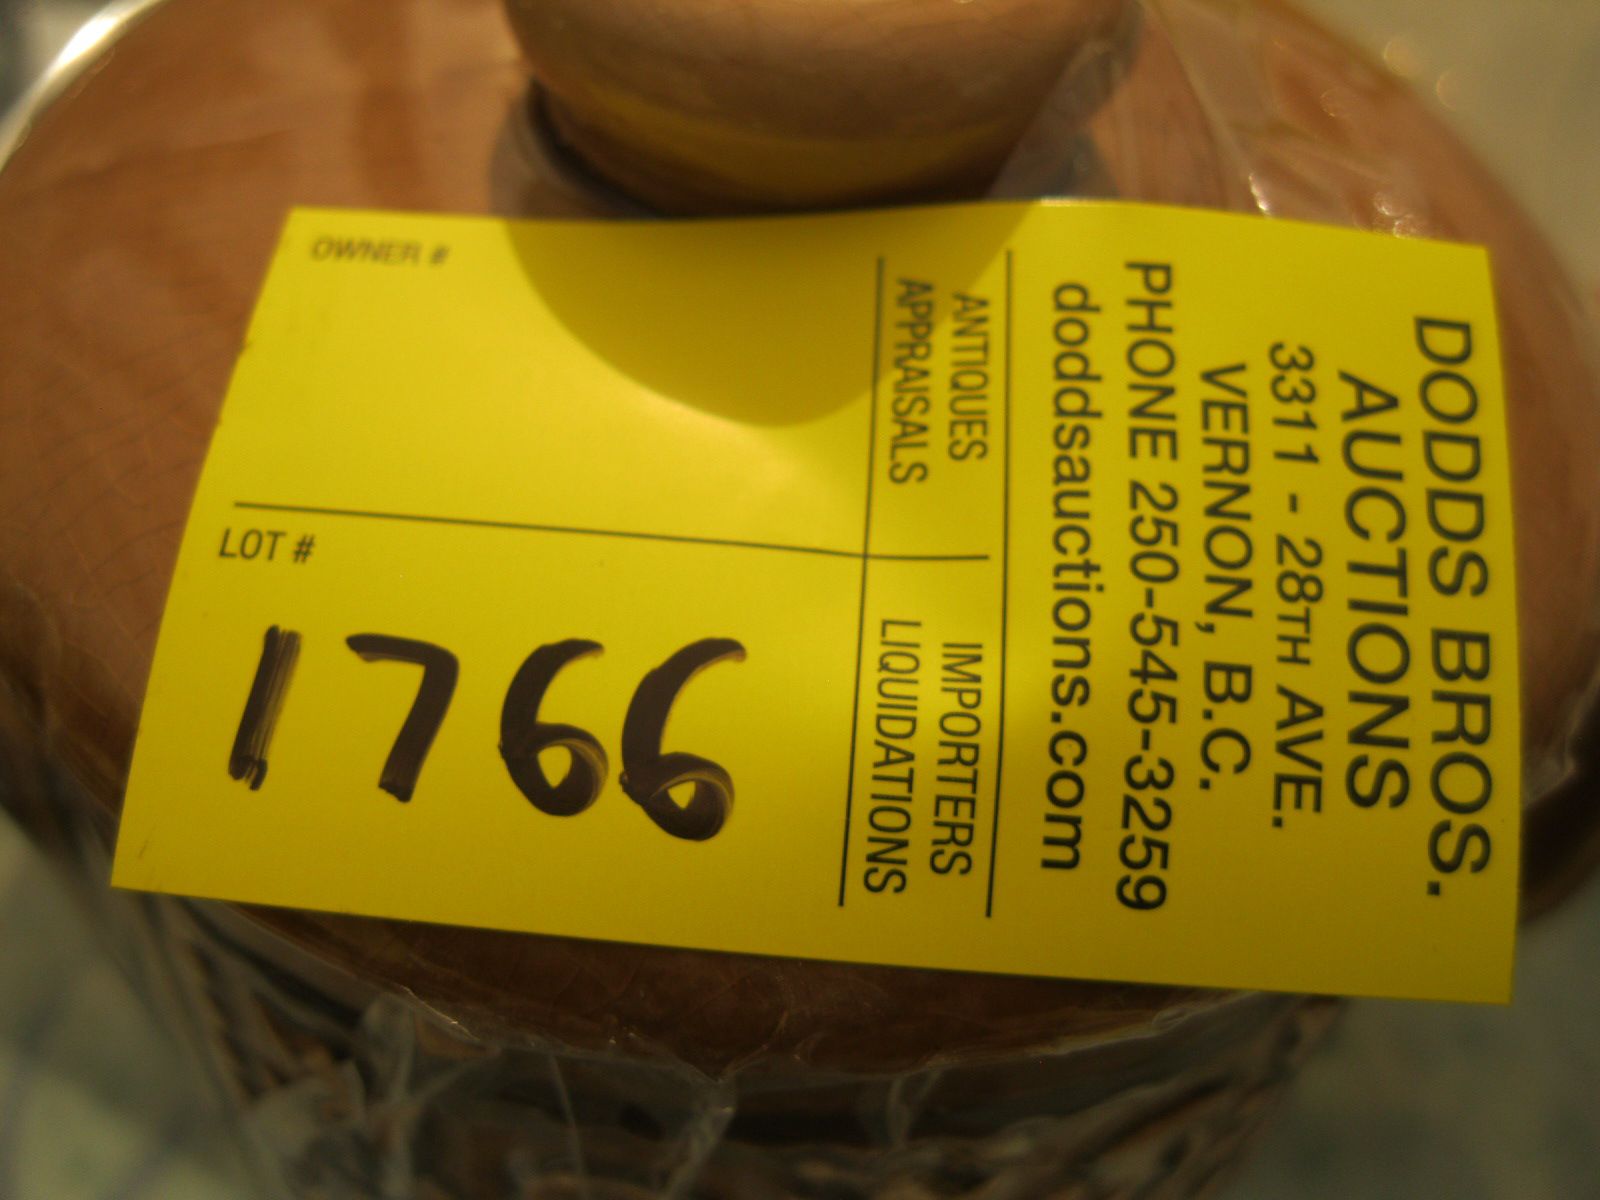 DODDS BROS.
AUCTIONS
3311 - 28TH AVE.
VERNON, B.C.
PHONE 250-545-3259
doddsauctions.com
ANTIQUES
APPRAISALS
IMPORTERS
LIQUIDATIONS
OWNER #
LOT #
1766